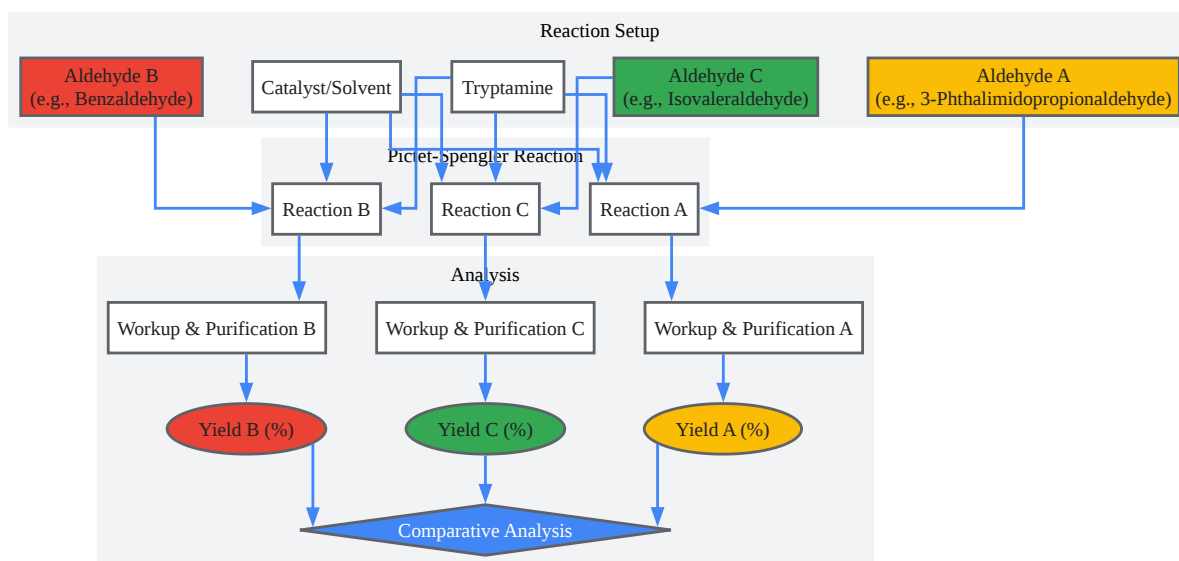 Reaction Setup
Aldehyde B
(e.g., Benzaldehyde)
Catalyst/Solvent
Tryptamine
Aldehyde C
(e.g., Isovaleraldehyde)
Aldehyde A
(e.g., 3-Phthalimidopropionaldehyde)
Pictet-Spengler Reaction
Reaction B
Reaction C
Reaction A
Analysis
Workup & Purification B
Workup & Purification C
Workup & Purification A
Yield B (%)
Yield C (%)
Yield A (%)
Comparative Analysis